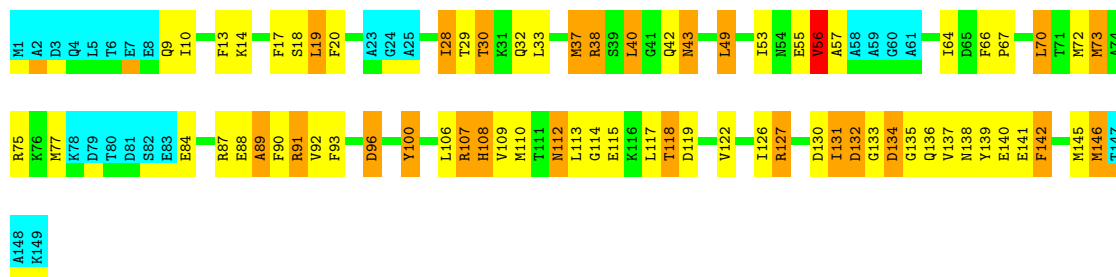 M1 A2 D3 Q4 L5 T6 E7 E8 Q9 I10 F13 K14 F17 S18 L19 F20 A23 G24 A25 I28 T29 T30 K31 Q32 L33 M37 R38 S39 L40 G41 Q42 N43 L49 I53 N54 E55 V56 A57 A58 A59 G60 A61 I64 D65 F66 P67 L70 T71 M72 M73 A74
R75 K76 M77 K78 D79 T80 D81 S82 E83 E84 R87 E88 A89 F90 R91 V92 F93 D96 Y100 L106 R107 H108 V109 M110 T111 N112 L113 G114 E115 K116 L117 T118 D119 V122 I126 R127 D130 I131 D132 G133 D134 G135 Q136 V137 N138 Y139 E140 E141 F142 M145 M146 T147
A148 K149